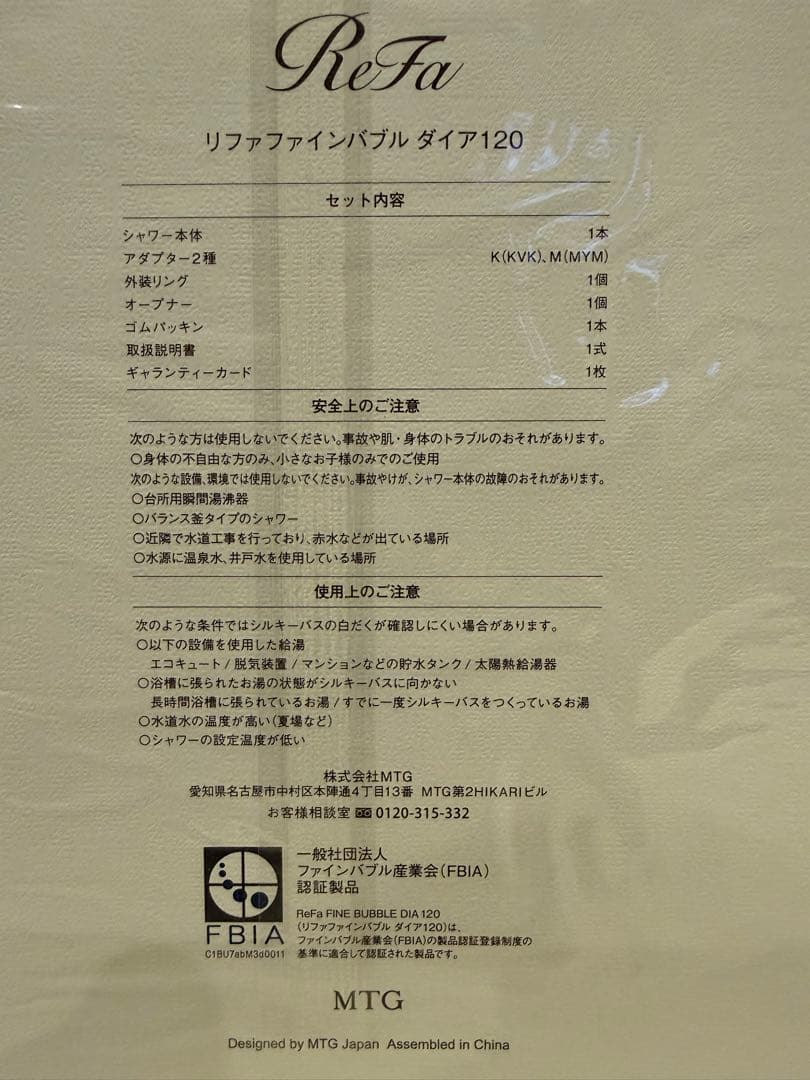 ReFa
リファファインバブル ダイア120
セット内容
シャワー本体 1本
アダプター2種 K(KVK)、M(MYM)
外装リング 1個
オープナー 1個
ゴムパッキン 1本
取扱説明書 1式
ギャランティーカード 1枚
安全上のご注意
次のような方は使用しないでください。事故や肌・身体のトラブルのおそれがあります。
○身体の不自由な方のみ、小さなお子様のみでのご使用
次のような設備、環境では使用しないでください。事故やけが、シャワー本体の故障のおそれがあります。
○台所用瞬間湯沸器
○バランス釜タイプのシャワー
○近隣で水道工事を行っており、赤水などが出ている場所
○水源に温泉水、井戸水を使用している場所
使用上のご注意
次のような条件ではシルキーバスの白だくが確認しにくい場合があります。
○以下の設備を使用した給湯
エコキュート / 脱気装置 / マンションなどの貯水タンク / 太陽熱給湯器
○浴槽に張られたお湯の状態がシルキーバスに向かない
長時間浴槽に張られているお湯 / すでに一度シルキーバスをつくっているお湯
○水道水の温度が高い(夏場など)
○シャワーの設定温度が低い
株式会社MTG
愛知県名古屋市中村区本陣通4丁目13番 MTG第2HIKARIビル
お客様相談室 0120-315-332
一般社団法人
ファインバブル産業会(FBIA)
認証製品
FBIA
C1BU7abM3d0011
ReFa FINE BUBBLE DIA 120
(リファファインバブル ダイア120)は、
ファインバブル産業会(FBIA)の製品認証登録制度の
基準に適合して認証された製品です。
MTG
Designed by MTG Japan Assembled in China